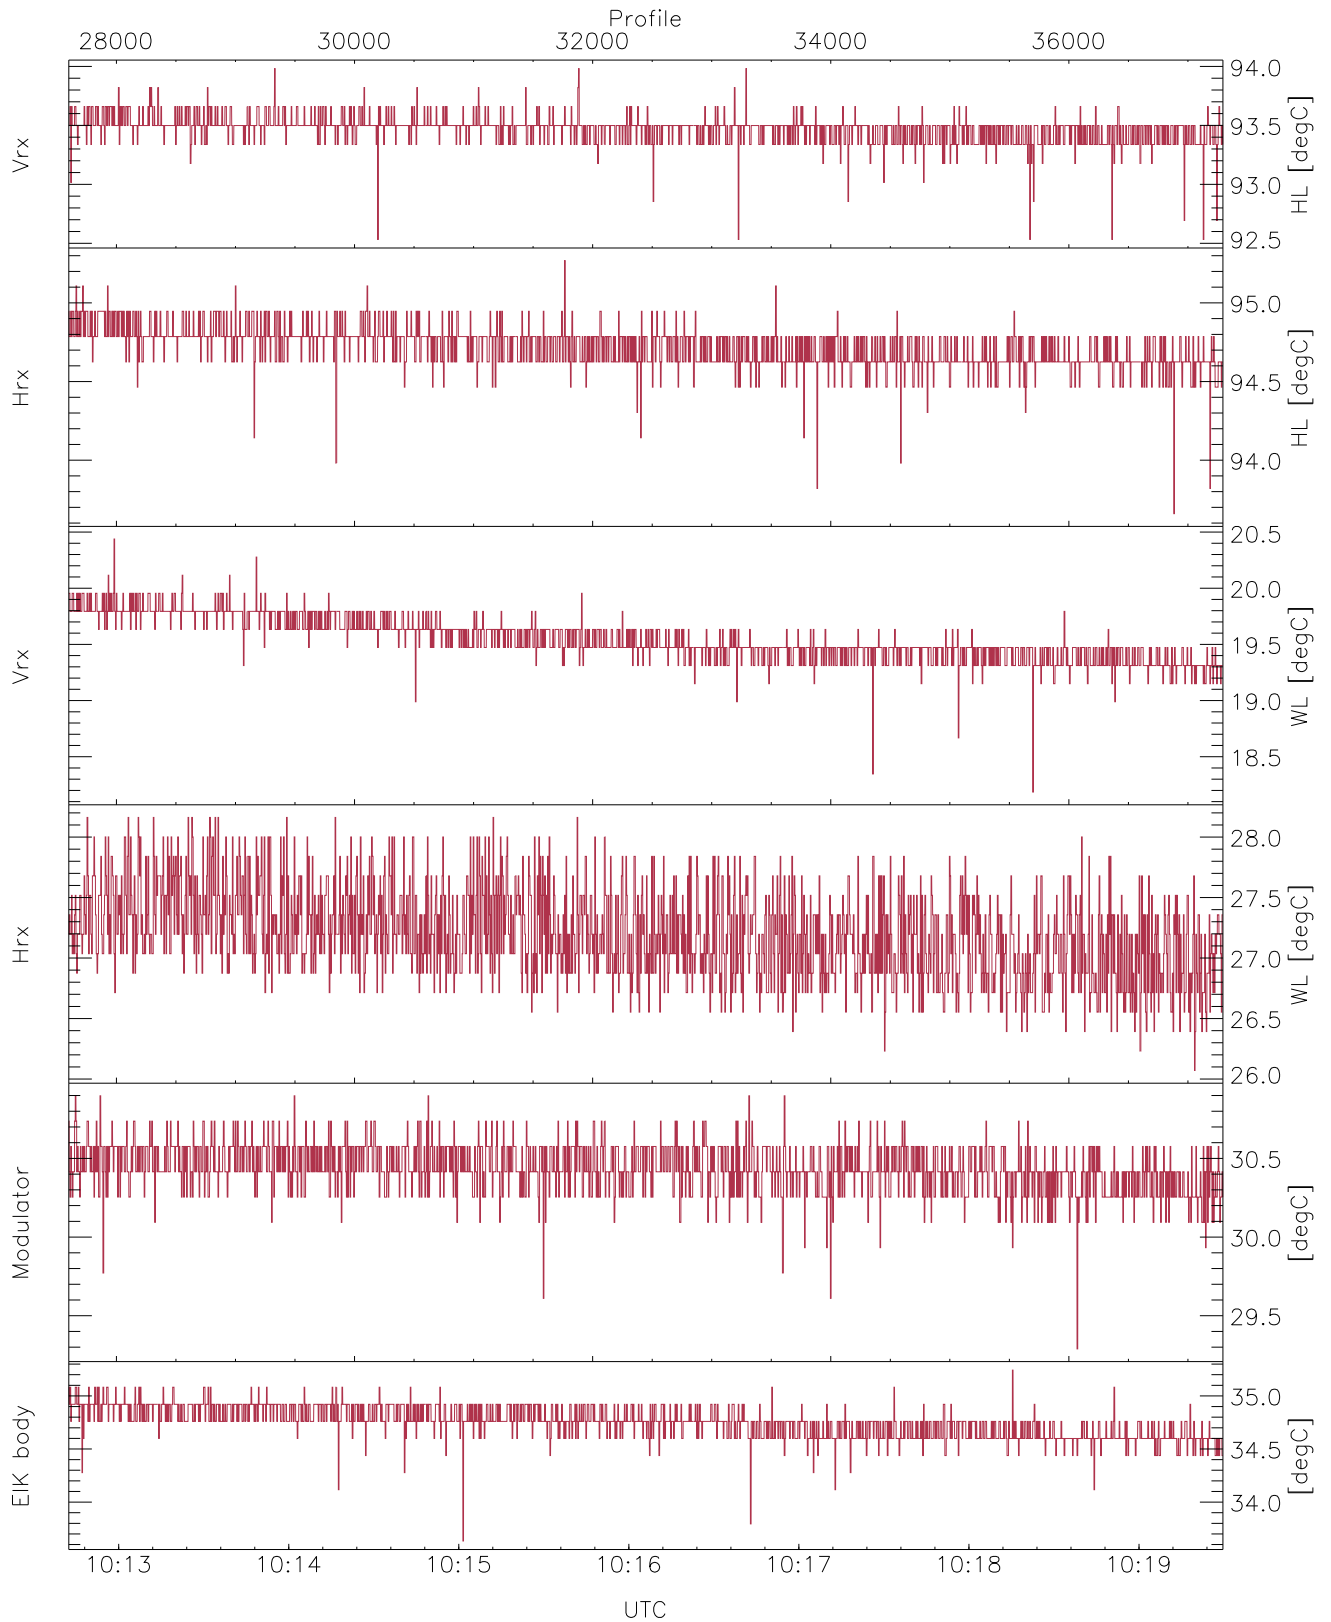 Profile
28000 30000 32000 34000 36000
Vrx
94.0
93.5
93.0
92.5
HL [degC]
Hrx
95.0
94.5
94.0
HL [degC]
Vrx
20.5
20.0
19.5
19.0
18.5
WL [degC]
Hrx
28.0
27.5
27.0
26.5
26.0
WL [degC]
Modulator
30.5
30.0
29.5
[degC]
EIK body
35.0
34.5
34.0
[degC]
10:13 10:14 10:15 10:16 10:17 10:18 10:19
UTC